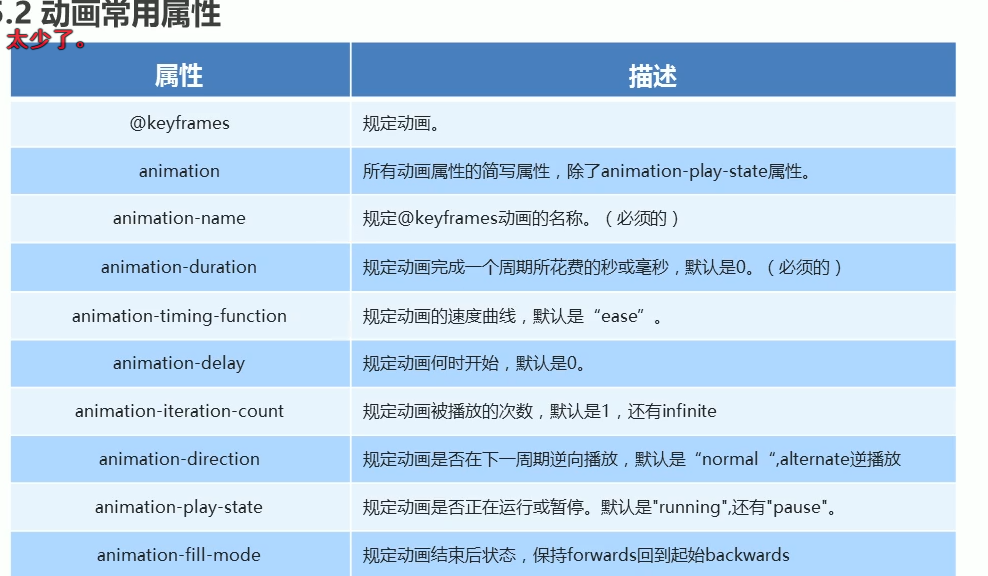 5.2 动画常用属性
太少了。
属性 描述
@keyframes 规定动画。
animation 所有动画属性的简写属性，除了animation-play-state属性。
animation-name 规定@keyframes动画的名称。（必须的）
animation-duration 规定动画完成一个周期所花费的秒或毫秒，默认是0。（必须的）
animation-timing-function 规定动画的速度曲线，默认是“ease”。
animation-delay 规定动画何时开始，默认是0。
animation-iteration-count 规定动画被播放的次数，默认是1，还有infinite
animation-direction 规定动画是否在下一周期逆向播放，默认是“normal“,alternate逆播放
animation-play-state 规定动画是否正在运行或暂停。默认是"running",还有"pause"。
animation-fill-mode 规定动画结束后状态，保持forwards回到起始backwards